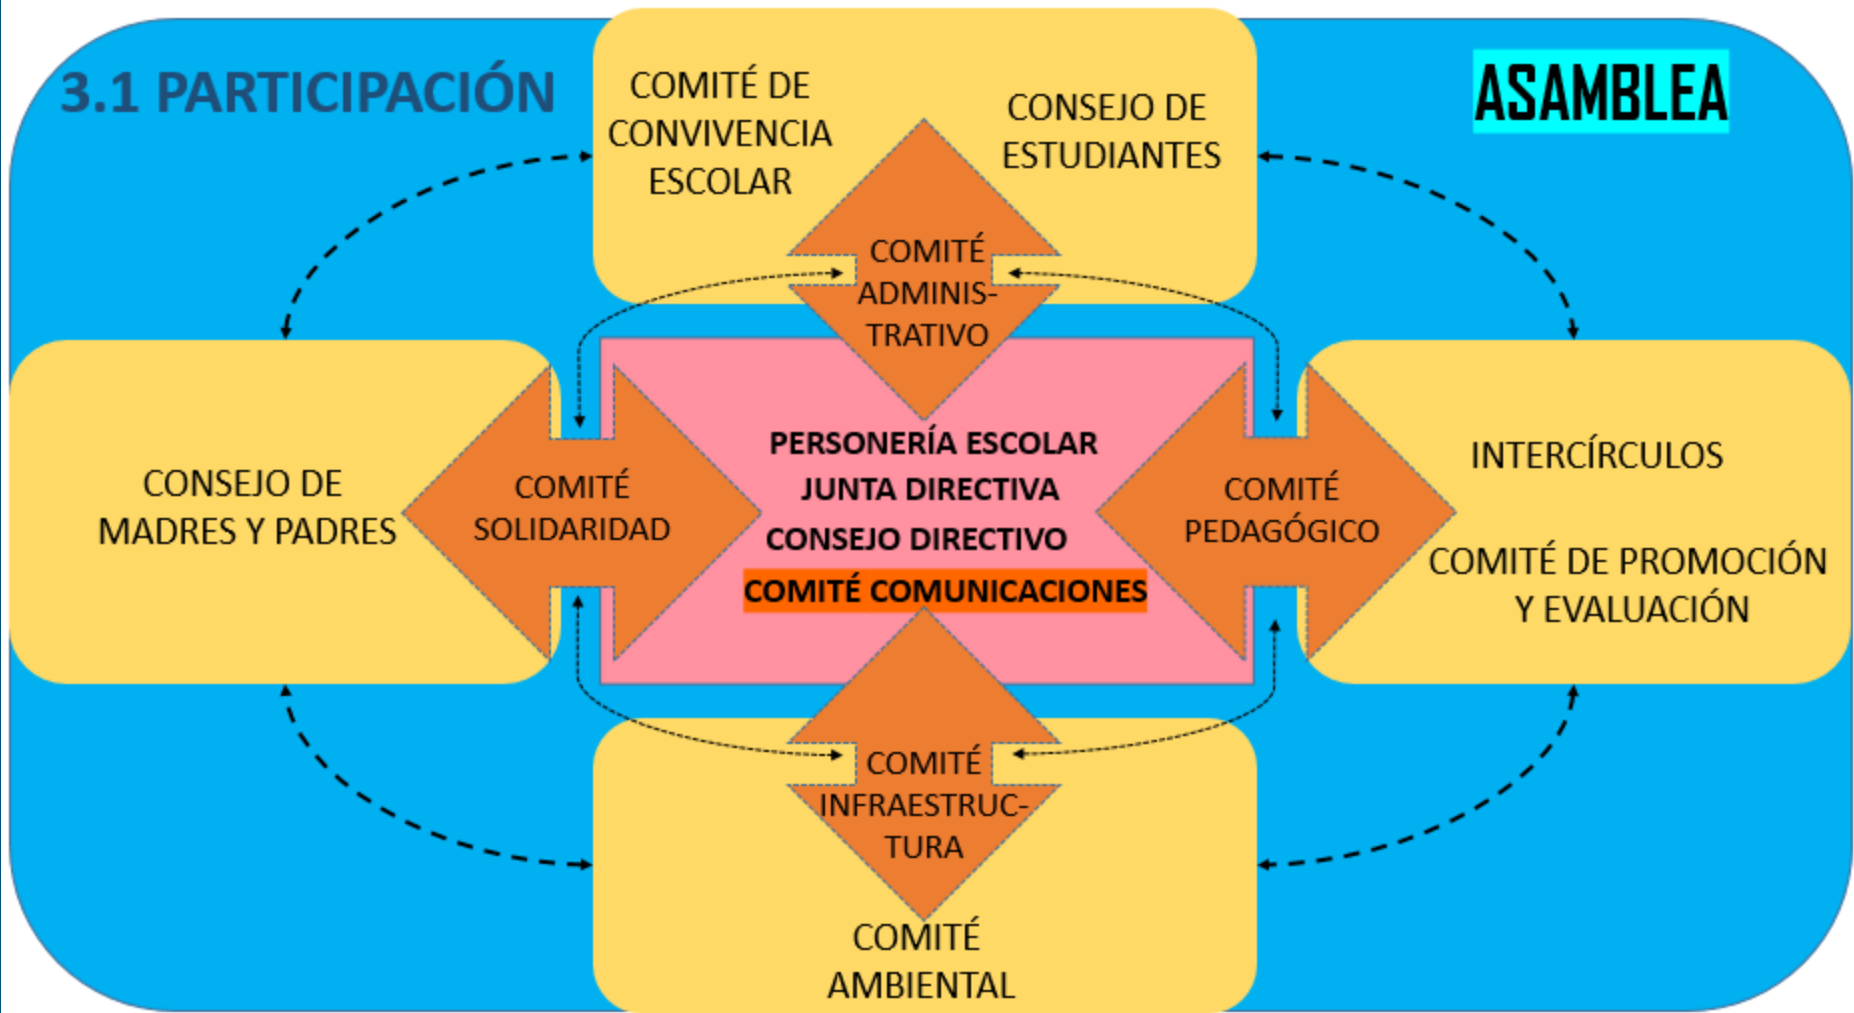 3.1 PARTICIPACIÓN
COMITÉ DE
CONVIVENCIA
ESCOLAR
CONSEJO DE
ESTUDIANTES
ASAMBLEA
COMITÉ
ADMINIS-
TRATIVO
CONSEJO DE
MADRES Y PADRES
COMITÉ
SOLIDARIDAD
PERSONERÍA ESCOLAR
JUNTA DIRECTIVA
CONSEJO DIRECTIVO
COMITÉ COMUNICACIONES
COMITÉ
PEDAGÓGICO
INTERCÍRCULOS
COMITÉ DE PROMOCIÓN
Y EVALUACIÓN
COMITÉ
INFRAESTRUC-
TURA
COMITÉ
AMBIENTAL